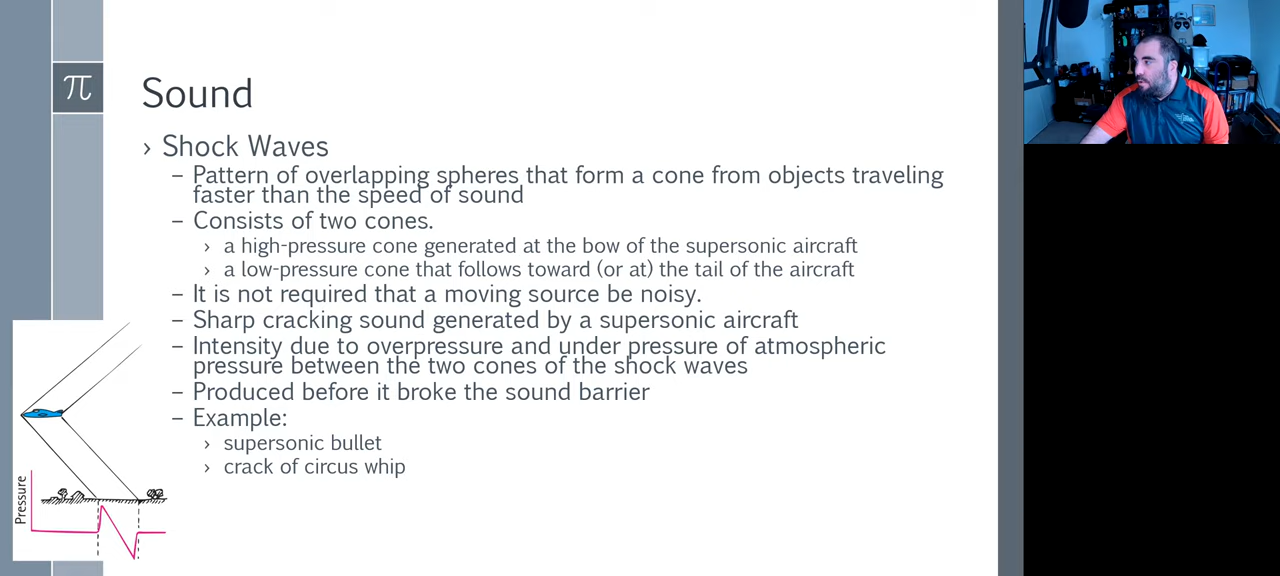 π
Sound
› Shock Waves
– Pattern of overlapping spheres that form a cone from objects traveling
faster than the speed of sound
– Consists of two cones.
› a high-pressure cone generated at the bow of the supersonic aircraft
› a low-pressure cone that follows toward (or at) the tail of the aircraft
– It is not required that a moving source be noisy.
– Sharp cracking sound generated by a supersonic aircraft
– Intensity due to overpressure and under pressure of atmospheric
pressure between the two cones of the shock waves
– Produced before it broke the sound barrier
– Example:
› supersonic bullet
› crack of circus whip
Pressure